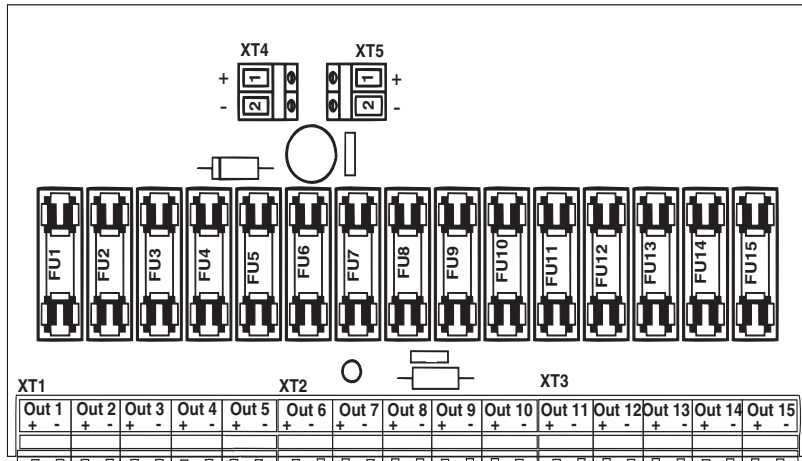 XT4 XT5
+ 1 1 +
- 2 2 -
FU1 FU2 FU3 FU4 FU5 FU6 FU7 FU8 FU9 FU10 FU11 FU12 FU13 FU14 FU15
XT1 XT2 XT3
Out 1 Out 2 Out 3 Out 4 Out 5 Out 6 Out 7 Out 8 Out 9 Out 10 Out 11 Out 12 Out 13 Out 14 Out 15
+ - + - + - + - + - + - + - + - + - + - + - + - + - + - + -